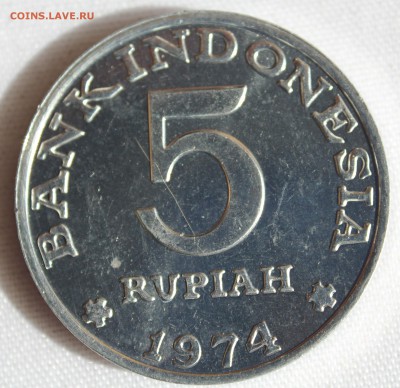 COINS.LAVE.RU
BANK INDONESIA
5
RUPIAH
1974